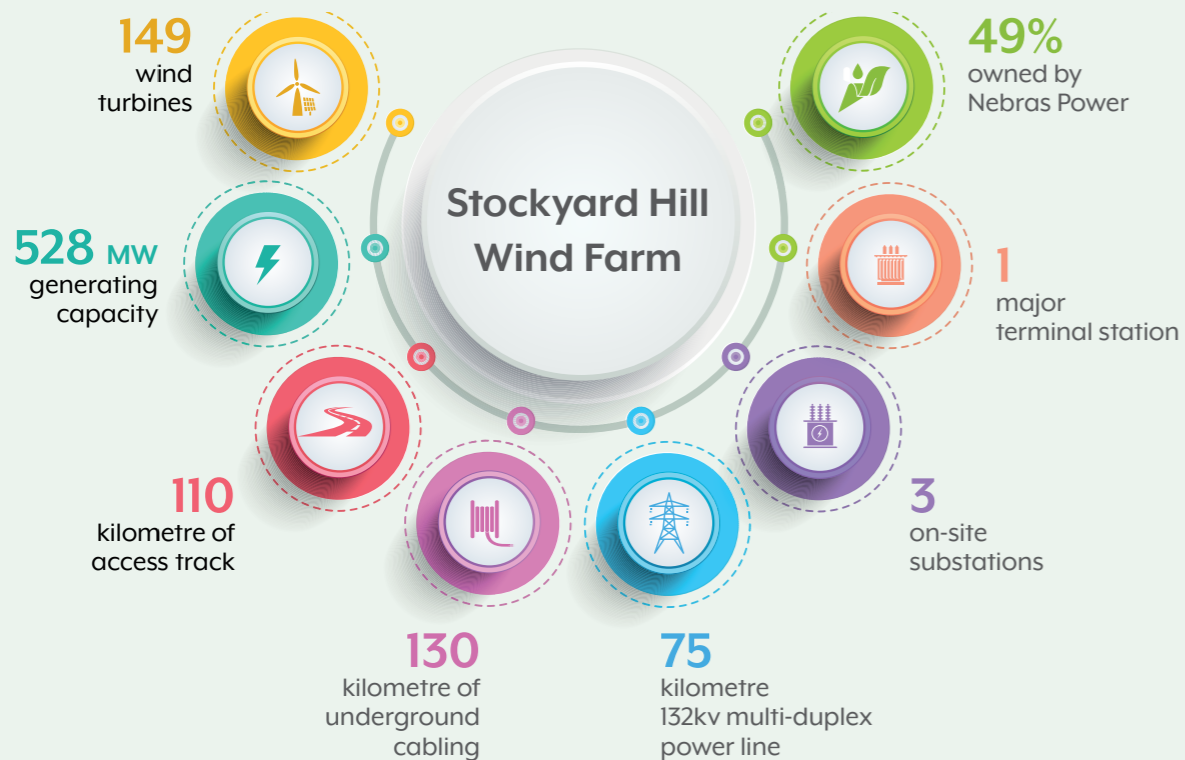 149
wind
turbines
49%
owned by
Nebras Power
Stockyard Hill
Wind Farm
528 MW
generating
capacity
1
major
terminal station
110
kilometre of
access track
3
on-site
substations
130
kilometre of
underground
cabling
75
kilometre
132kv multi-duplex
power line